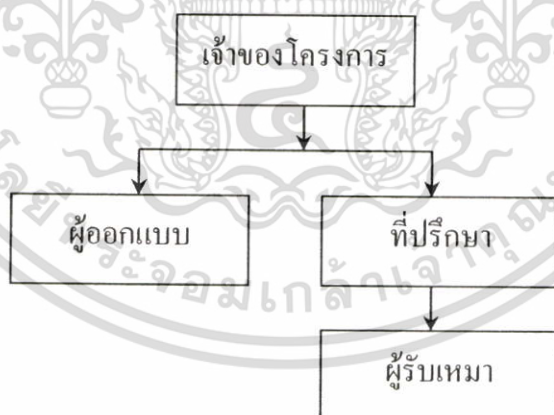 เจ้าของโครงการ
ผู้ออกแบบ
ที่ปรึกษา
ผู้รับเหมา